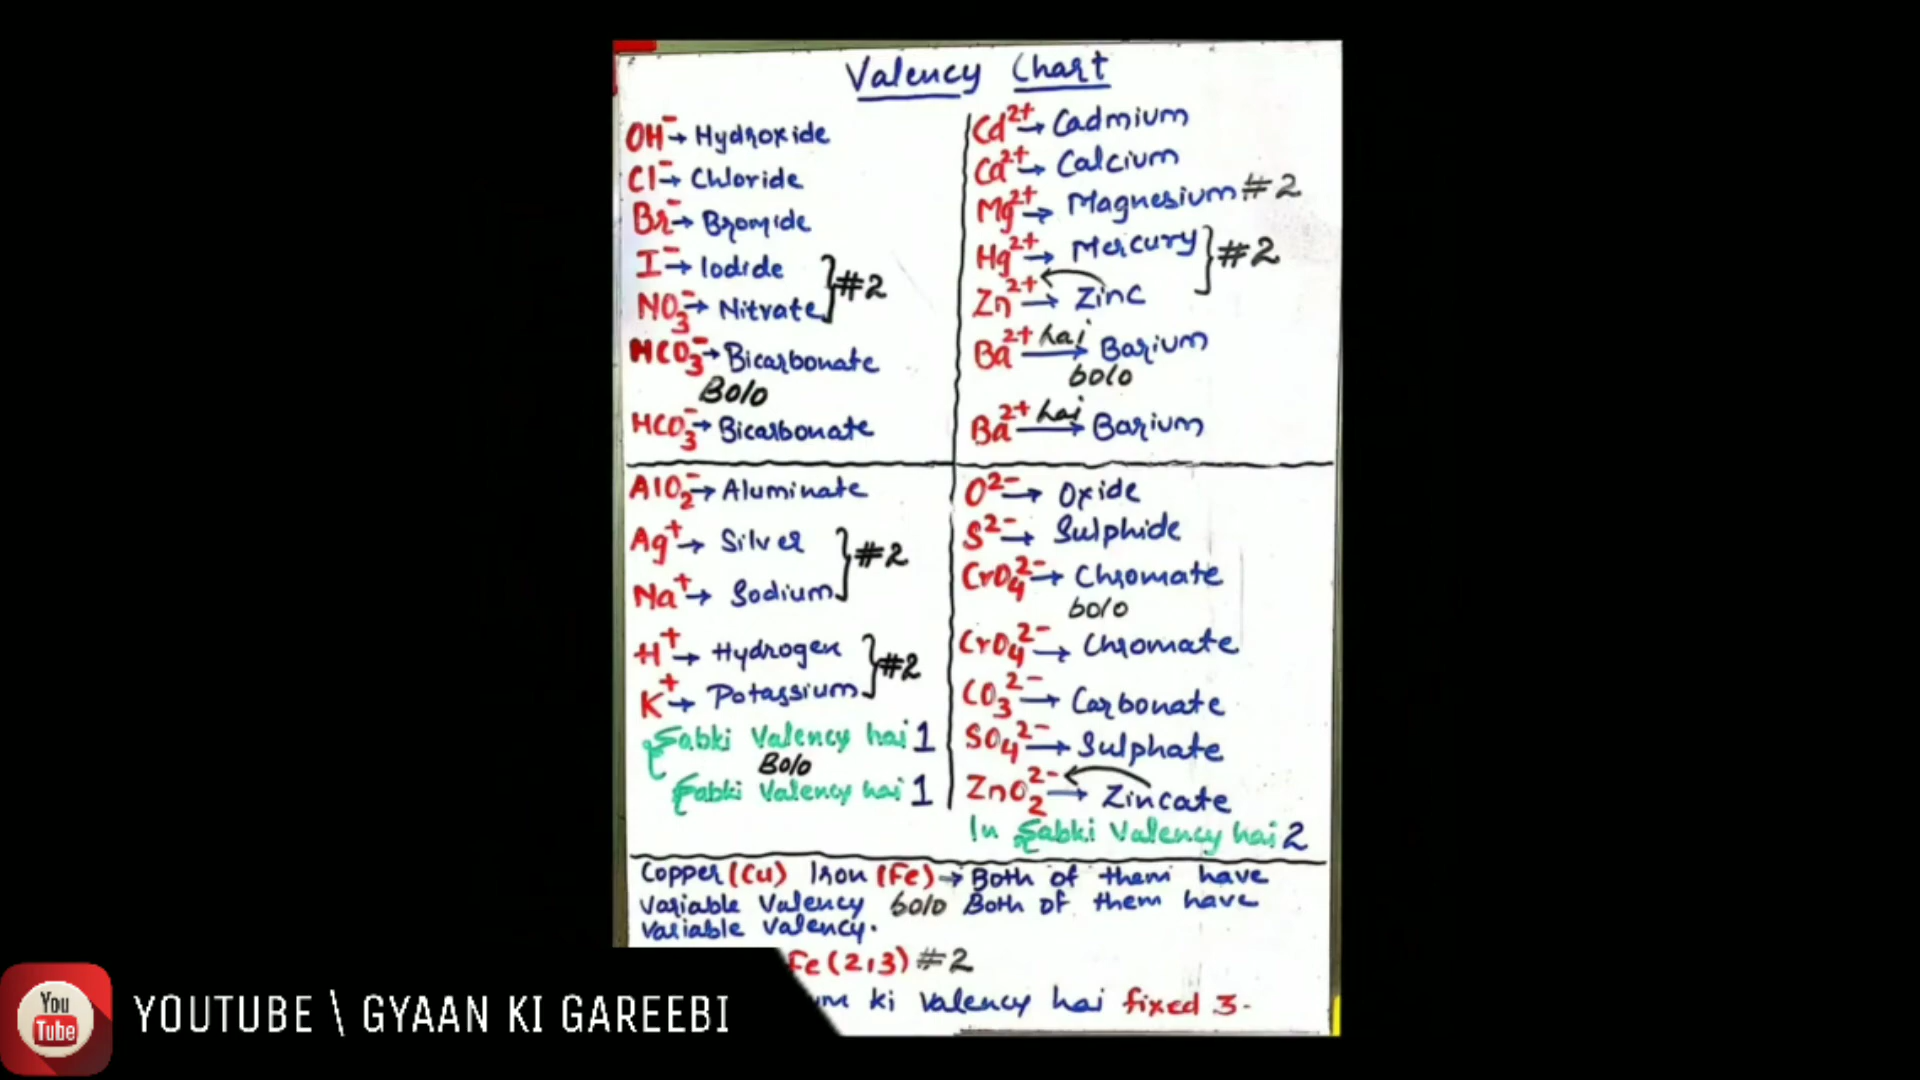 Valency Chart
OH⁻→ Hydroxide
Cl⁻→ Chloride
Br⁻→ Bromide
I⁻→ Iodide
NO₃⁻→ Nitrate } #2
HCO₃⁻→ Bicarbonate
Bolo
HCO₃⁻→ Bicarbonate
Cd²⁺→ Cadmium
Ca²⁺→ Calcium
Mg²⁺→ Magnesium #2
Hg²⁺→ Mercury } #2
Zn²⁺→ Zinc
Ba²⁺ hai→ Barium
bolo
Ba²⁺ hai→ Barium
AlO₂⁻→ Aluminate
Ag⁺→ Silver } #2
Na⁺→ Sodium
H⁺→ Hydrogen } #2
K⁺→ Potassium
Sabki Valency hai 1
Bolo
Sabki Valency hai 1
O²⁻→ Oxide
S²⁻→ Sulphide
CrO₄²⁻→ Chromate
bolo
CrO₄²⁻→ Chromate
CO₃²⁻→ Carbonate
SO₄²⁻→ Sulphate
ZnO₂²⁻→ Zincate
In Sabki Valency hai 2
Copper (Cu) Iron (Fe)→ Both of them have
Variable Valency bolo Both of them have
Variable Valency.
Fe(2,3) #2
ki Valency hai fixed 3.
You
Tube
YOUTUBE \ GYAAN KI GAREEBI